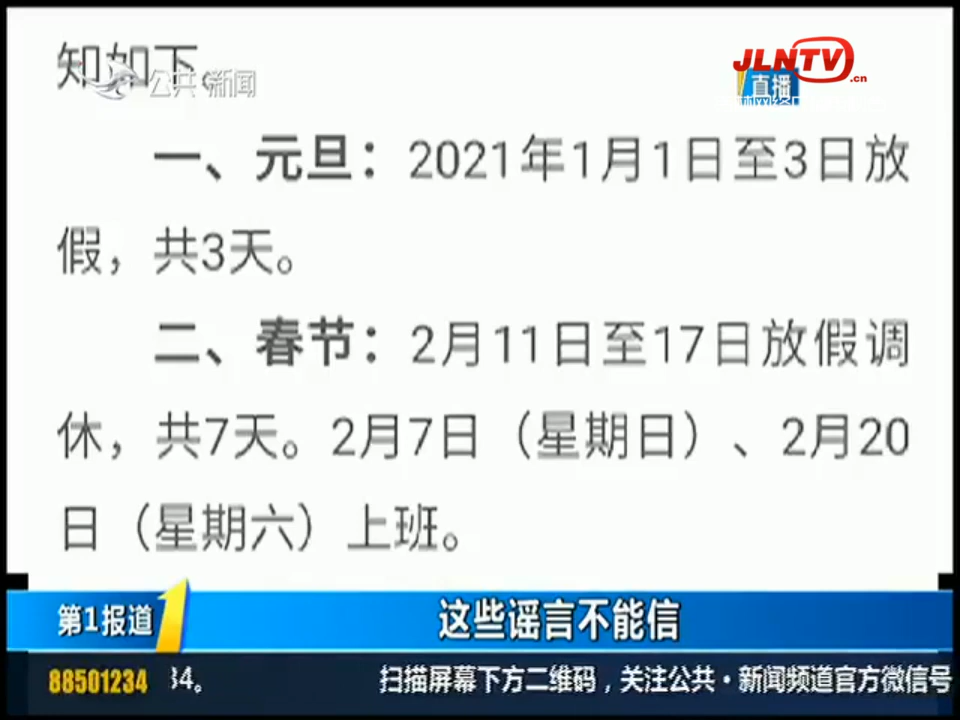 知如下。
公共·新闻
JLNTV.cn
直播
一、元旦：2021年1月1日至3日放
假，共3天。
二、春节：2月11日至17日放假调
休，共7天。2月7日（星期日）、2月20
日（星期六）上班。
第1报道
这些谣言不能信
88501234
34。
扫描屏幕下方二维码，关注公共·新闻频道官方微信号